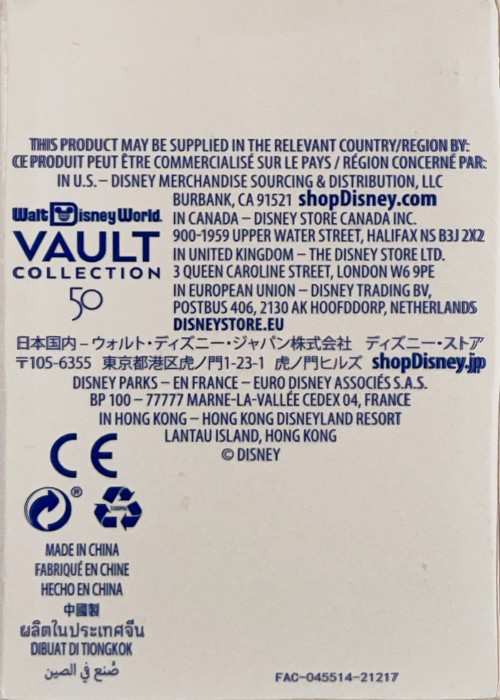 THIS PRODUCT MAY BE SUPPLIED IN THE RELEVANT COUNTRY/REGION BY:
CE PRODUIT PEUT ÊTRE COMMERCIALISÉ SUR LE PAYS / RÉGION CONCERNÉ PAR:
IN U.S. – DISNEY MERCHANDISE SOURCING & DISTRIBUTION, LLC
BURBANK, CA 91521 shopDisney.com
Walt Disney World
VAULT
COLLECTION
50
IN CANADA – DISNEY STORE CANADA INC.
900-1959 UPPER WATER STREET, HALIFAX NS B3J 2X2
IN UNITED KINGDOM – THE DISNEY STORE LTD.
3 QUEEN CAROLINE STREET, LONDON W6 9PE
IN EUROPEAN UNION – DISNEY TRADING BV,
POSTBUS 406, 2130 AK HOOFDDORP, NETHERLANDS
DISNEYSTORE.EU
日本国内 – ウォルト・ディズニー・ジャパン株式会社 ディズニー・ストア
〒105-6355 東京都港区虎ノ門1-23-1 虎ノ門ヒルズ shopDisney.jp
DISNEY PARKS – EN FRANCE – EURO DISNEY ASSOCIÉS S.A.S.
BP 100 – 77777 MARNE-LA-VALLÉE CEDEX 04, FRANCE
IN HONG KONG – HONG KONG DISNEYLAND RESORT
LANTAU ISLAND, HONG KONG
© DISNEY
CE
®
100%
MADE IN CHINA
FABRIQUÉ EN CHINE
HECHO EN CHINA
中國製
ผลิตในประเทศจีน
DIBUAT DI TIONGKOK
صُنع في الصين
FAC-045514-21217